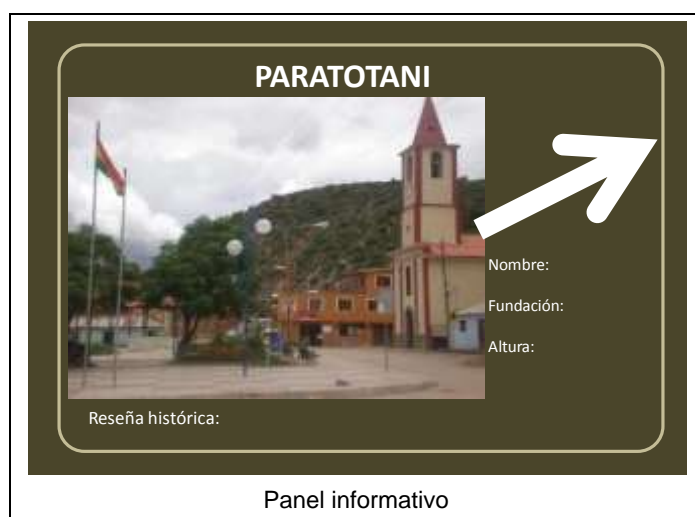 PARATOTANI
Nombre:
Fundación:
Altura:
Reseña histórica:
Panel informativo